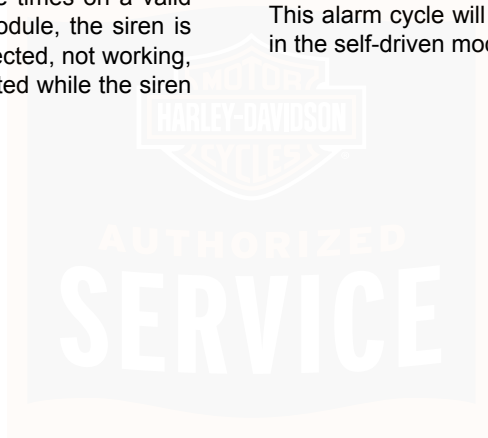 e times on a valid
odule, the siren is
ected, not working,
ted while the siren
This alarm cycle will
in the self-driven mod
MOTOR
HARLEY-DAVIDSON
CYCLES
AUTHORIZED
SERVICE